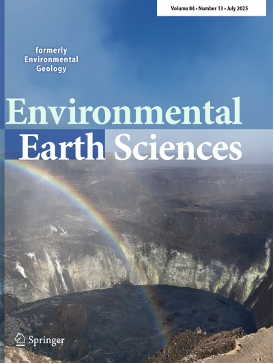 Volume 84 • Number 13 • July 2025
formerly
Environmental
Geology
Environmental
Earth Sciences
Springer